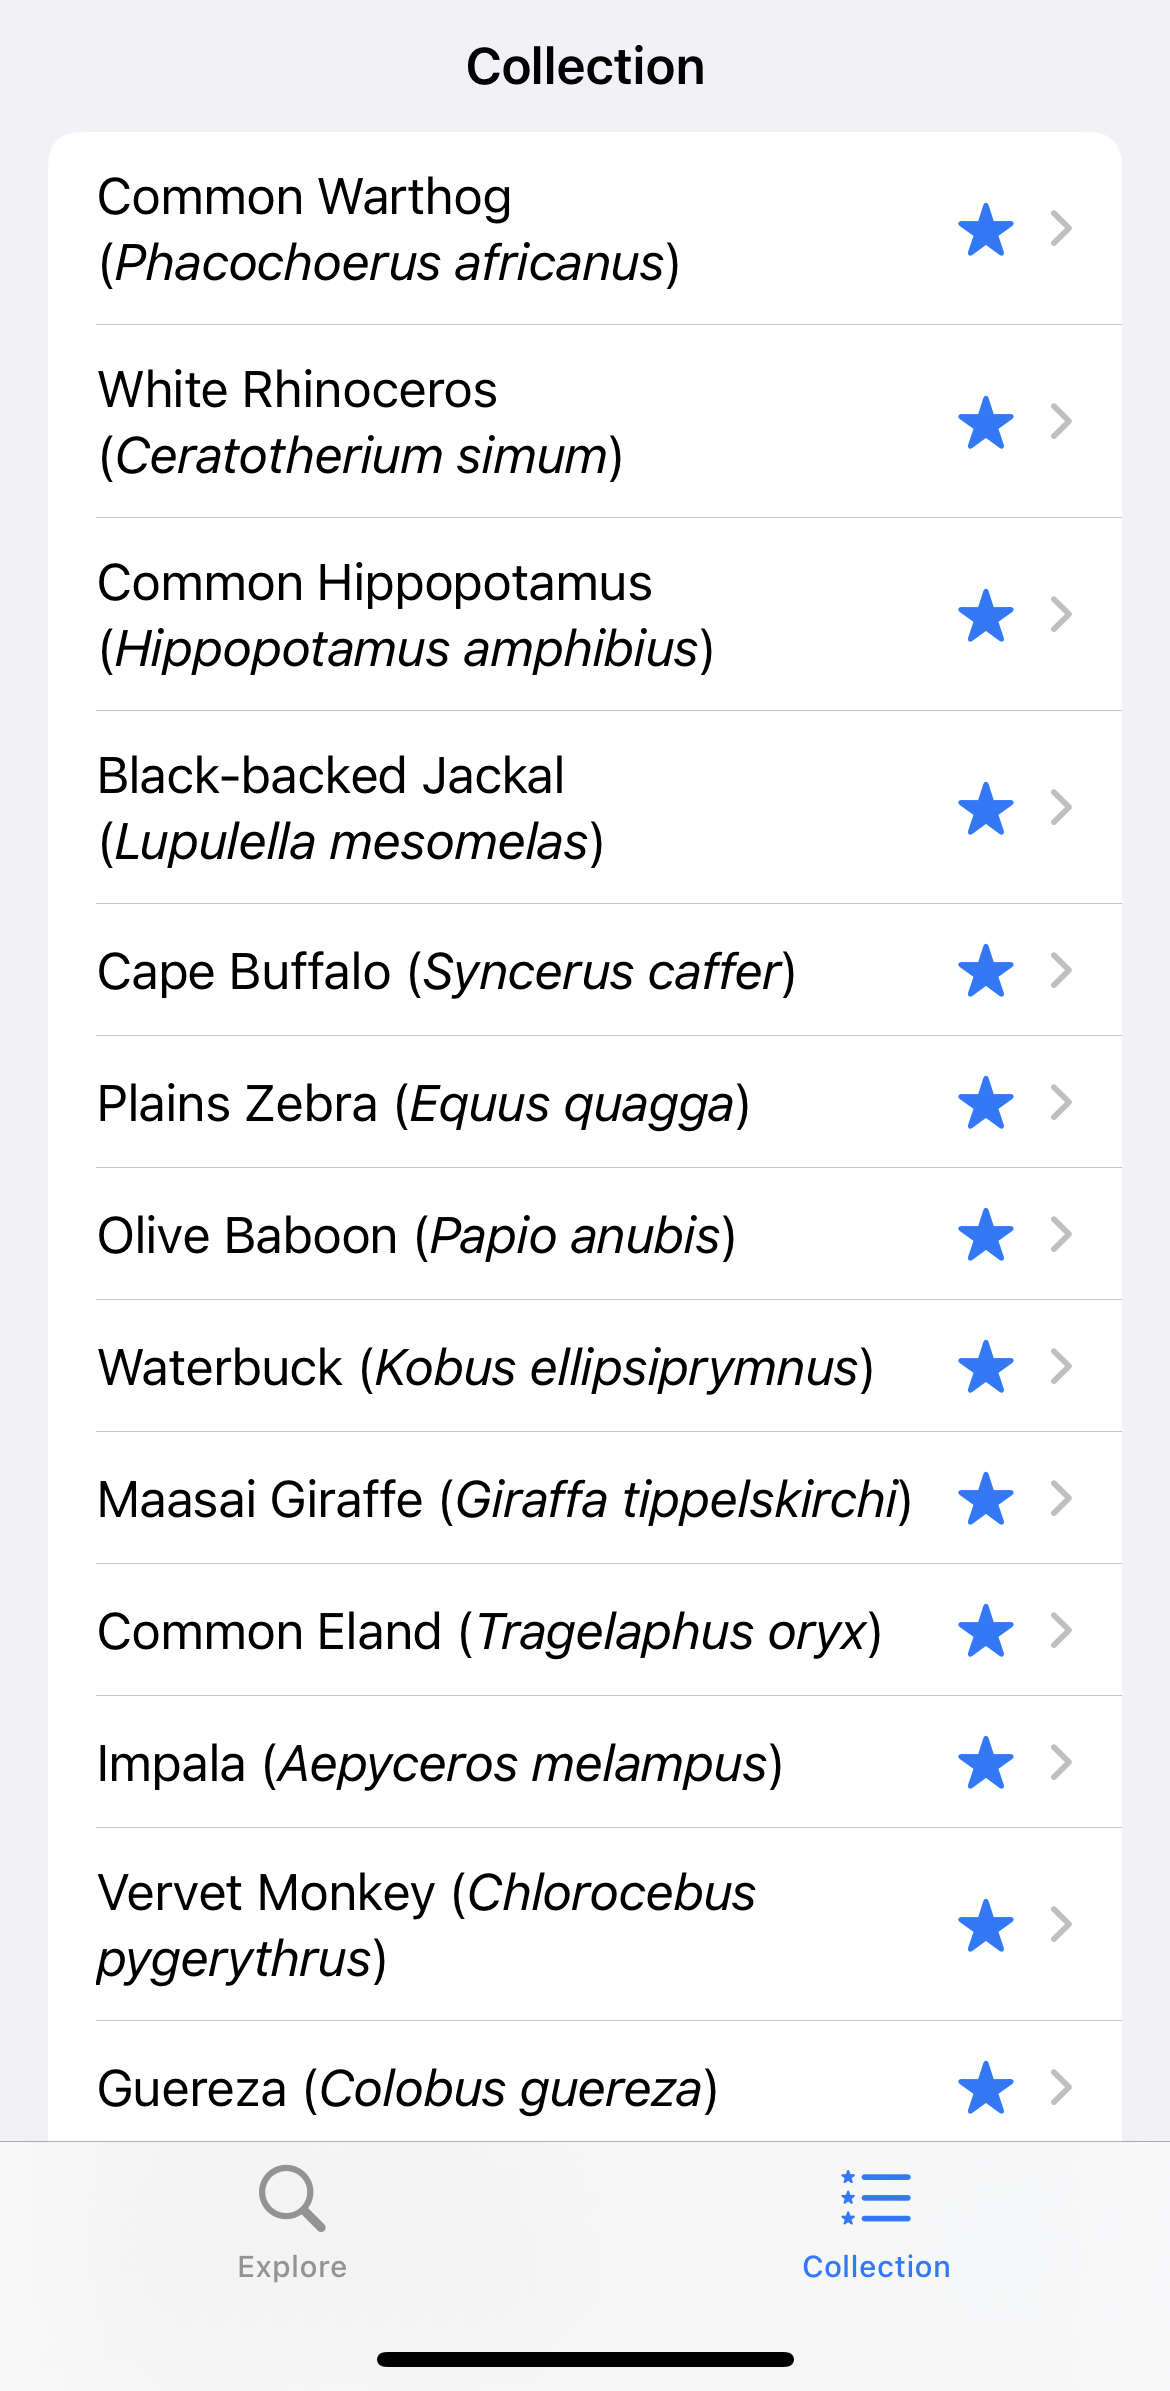 Collection
Common Warthog
(Phacochoerus africanus)
White Rhinoceros
(Ceratotherium simum)
Common Hippopotamus
(Hippopotamus amphibius)
Black-backed Jackal
(Lupulella mesomelas)
Cape Buffalo (Syncerus caffer)
Plains Zebra (Equus quagga)
Olive Baboon (Papio anubis)
Waterbuck (Kobus ellipsiprymnus)
Maasai Giraffe (Giraffa tippelskirchi)
Common Eland (Tragelaphus oryx)
Impala (Aepyceros melampus)
Vervet Monkey (Chlorocebus
pygerythrus)
Guereza (Colobus guereza)
Explore
Collection